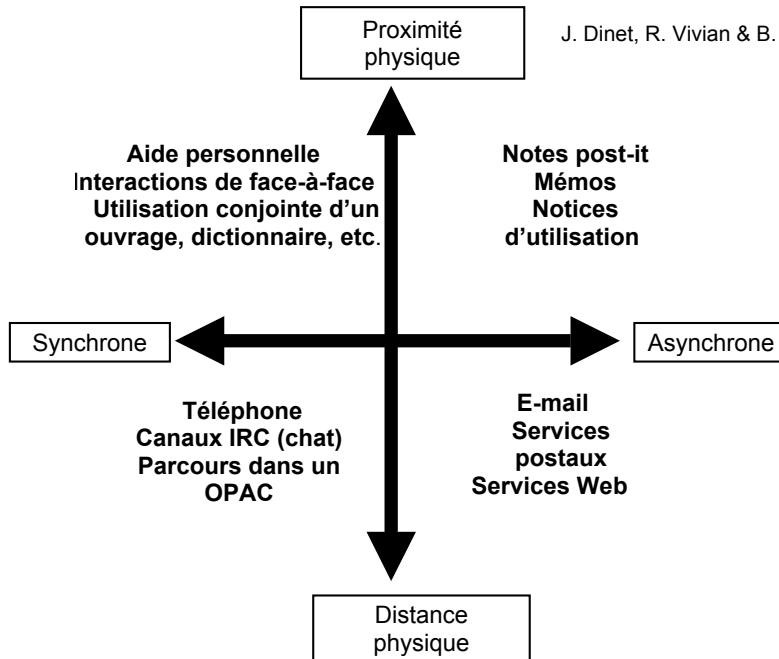 Proximité
physique
J. Dinet, R. Vivian & B.
Aide personnelle
Interactions de face-à-face
Utilisation conjointe d'un
ouvrage, dictionnaire, etc.
Notes post-it
Mémos
Notices
d'utilisation
Synchrone
Asynchrone
Téléphone
Canaux IRC (chat)
Parcours dans un
OPAC
E-mail
Services
postaux
Services Web
Distance
physique